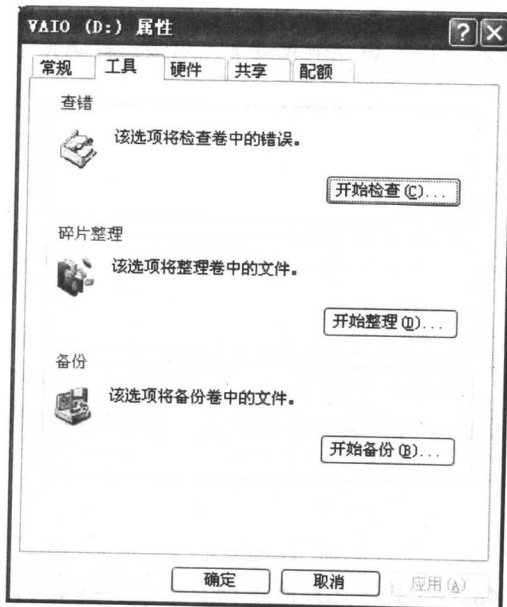 VAIO (D:) 属性
常规 工具 硬件 共享 配额
查错
该选项将检查卷中的错误。
开始检查(C)...
碎片整理
该选项将整理卷中的文件。
开始整理(D)...
备份
该选项将备份卷中的文件。
开始备份(B)...
确定 取消 应用(A)